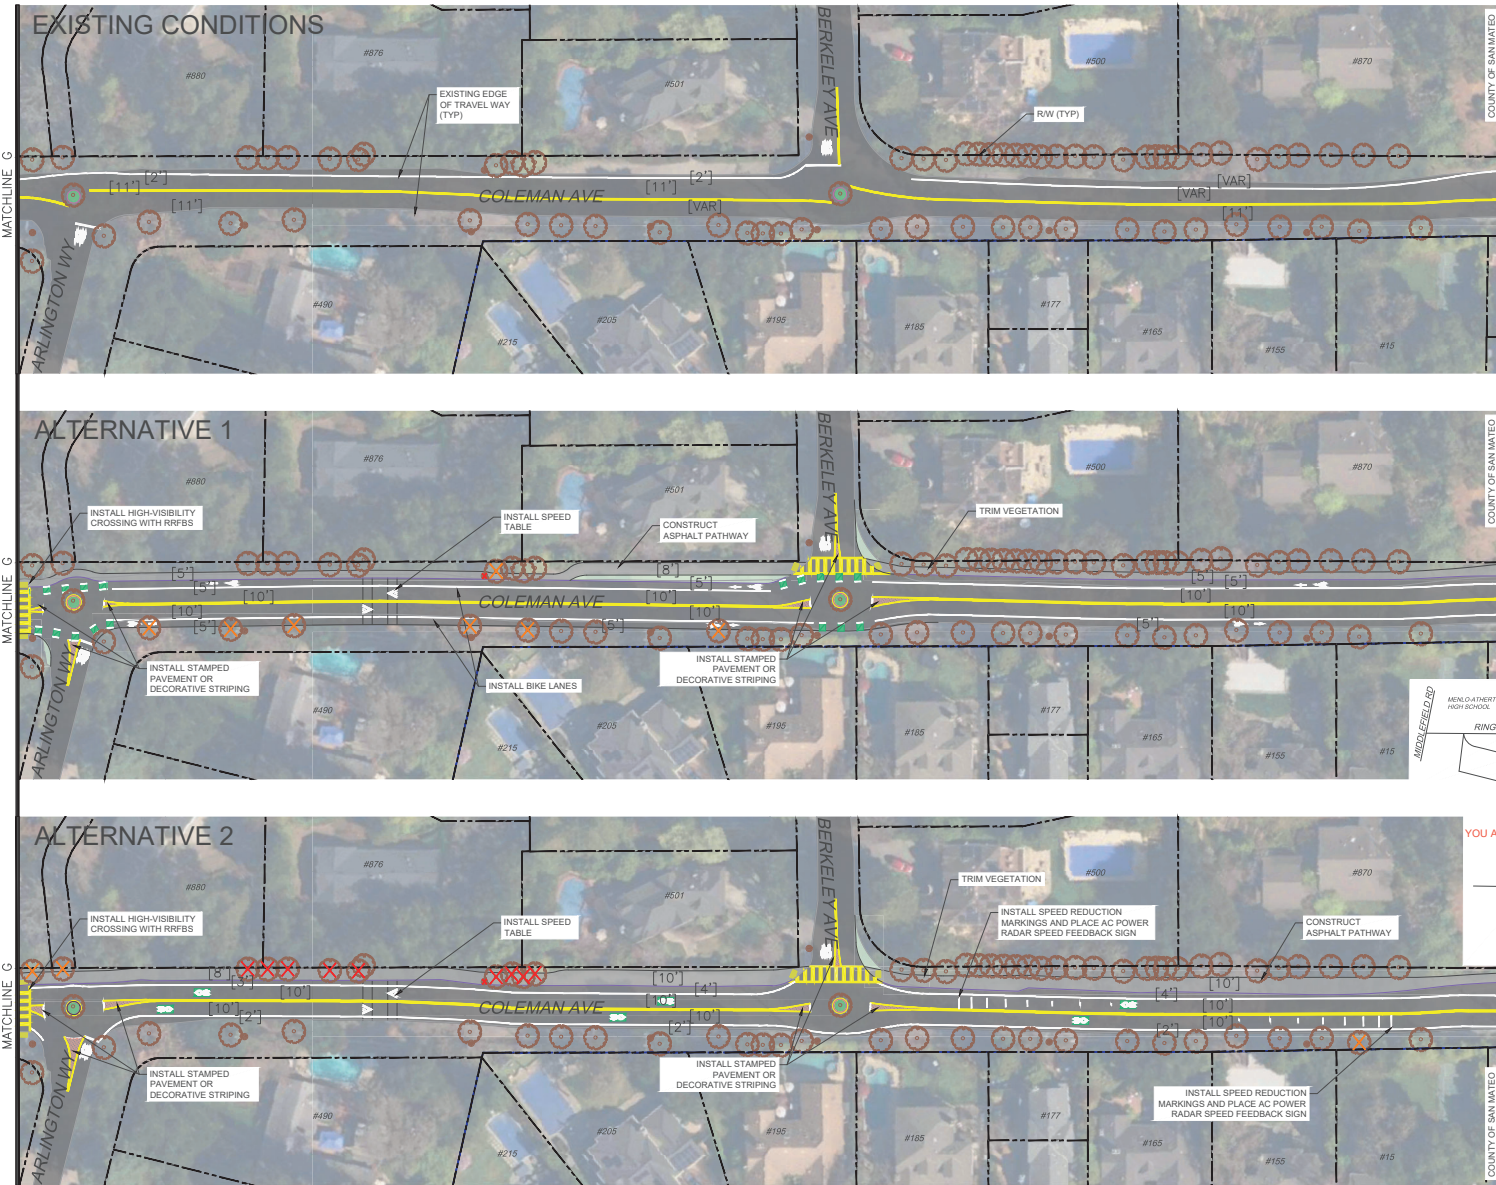 EXISTING CONDITIONS
MATCHLINE G
#880
#876
EXISTING EDGE
OF TRAVEL WAY
(TYP)
#501
BERKELEY AVE
#500
R/W (TYP)
#870
COUNTY OF SAN MATEO
[2']
[11']
[11']
COLEMAN AVE
[11']
[2']
[VAR]
[VAR]
[VAR]
[11']
ARLINGTON WY
#490
#215
#205
#195
#185
#177
#165
#155
#15
ALTERNATIVE 1
MATCHLINE G
#880
#876
INSTALL HIGH-VISIBILITY
CROSSING WITH RRFBS
INSTALL SPEED
TABLE
CONSTRUCT
ASPHALT PATHWAY
#501
BERKELEY AVE
TRIM VEGETATION
#500
#870
COUNTY OF SAN MATEO
[5']
[5']
[10']
[10']
[5']
COLEMAN AVE
[8']
[5']
[10']
[10']
[5']
[5']
[5']
[10']
[10']
[5']
INSTALL STAMPED
PAVEMENT OR
DECORATIVE STRIPING
INSTALL BIKE LANES
INSTALL STAMPED
PAVEMENT OR
DECORATIVE STRIPING
ARLINGTON WY
#490
#215
#205
#195
#185
#177
#165
#155
#15
MIDDLEFIELD RD
MENLO-ATHERT
HIGH SCHOOL
RING
ALTERNATIVE 2
YOU A
MATCHLINE G
#880
#876
INSTALL HIGH-VISIBILITY
CROSSING WITH RRFBS
INSTALL SPEED
TABLE
#501
BERKELEY AVE
TRIM VEGETATION
#500
INSTALL SPEED REDUCTION
MARKINGS AND PLACE AC POWER
RADAR SPEED FEEDBACK SIGN
CONSTRUCT
ASPHALT PATHWAY
#870
[8']
[3']
[10']
[10']
[2']
COLEMAN AVE
[10']
[4']
[10']
[10']
[2']
[10']
[4']
[10']
[10']
[2']
INSTALL STAMPED
PAVEMENT OR
DECORATIVE STRIPING
INSTALL STAMPED
PAVEMENT OR
DECORATIVE STRIPING
INSTALL SPEED REDUCTION
MARKINGS AND PLACE AC POWER
RADAR SPEED FEEDBACK SIGN
COUNTY OF SAN MATEO
ARLINGTON WY
#490
#215
#205
#195
#185
#177
#165
#155
#15